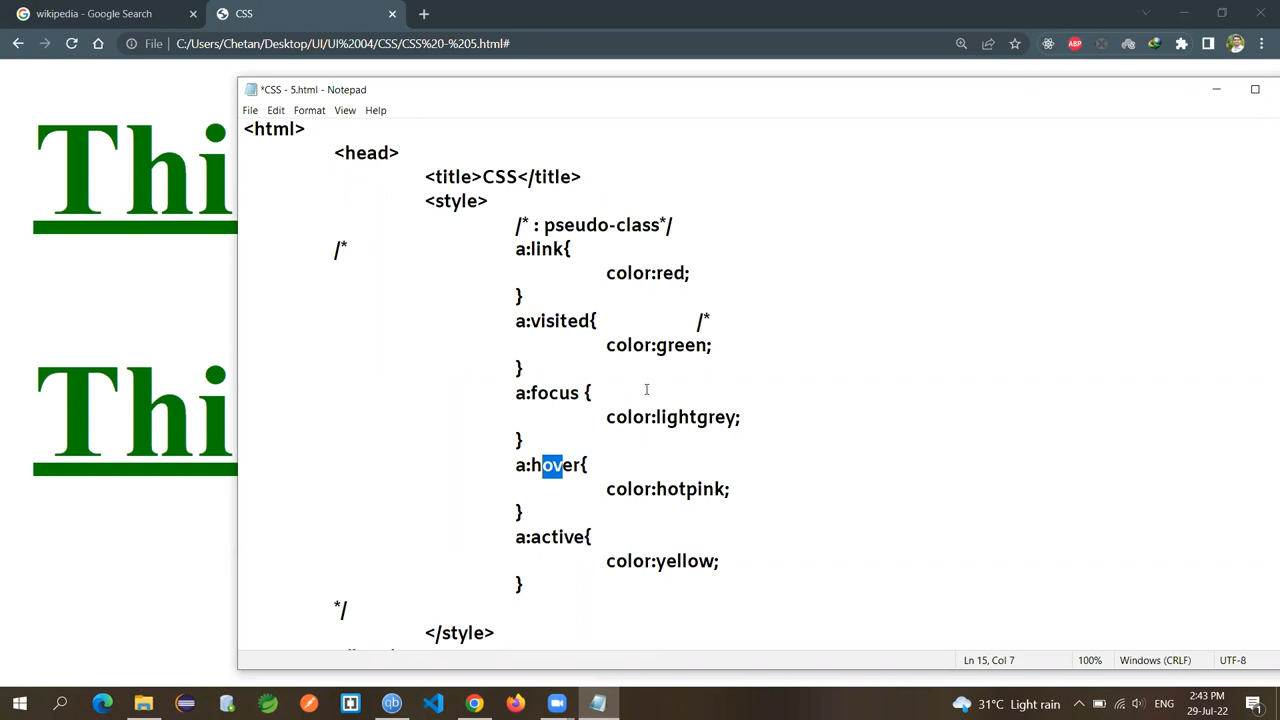 wikipedia - Google Search
CSS
File
C:/Users/Chetan/Desktop/UI/UI%2004/CSS/CSS%20-%205.html#
ABP
*CSS - 5.html - Notepad
File Edit Format View Help
Thi
Thi
<html>
<head>
<title>CSS</title>
<style>
/* : pseudo-class*/
/* a:link{
color:red;
}
a:visited{ /*
color:green;
}
a:focus {
color:lightgrey;
}
a:hover{
color:hotpink;
}
a:active{
color:yellow;
}
*/
</style>
Ln 15, Col 7 100% Windows (CRLF) UTF-8
qb
31°C Light rain
2:43 PM
29-Jul-22